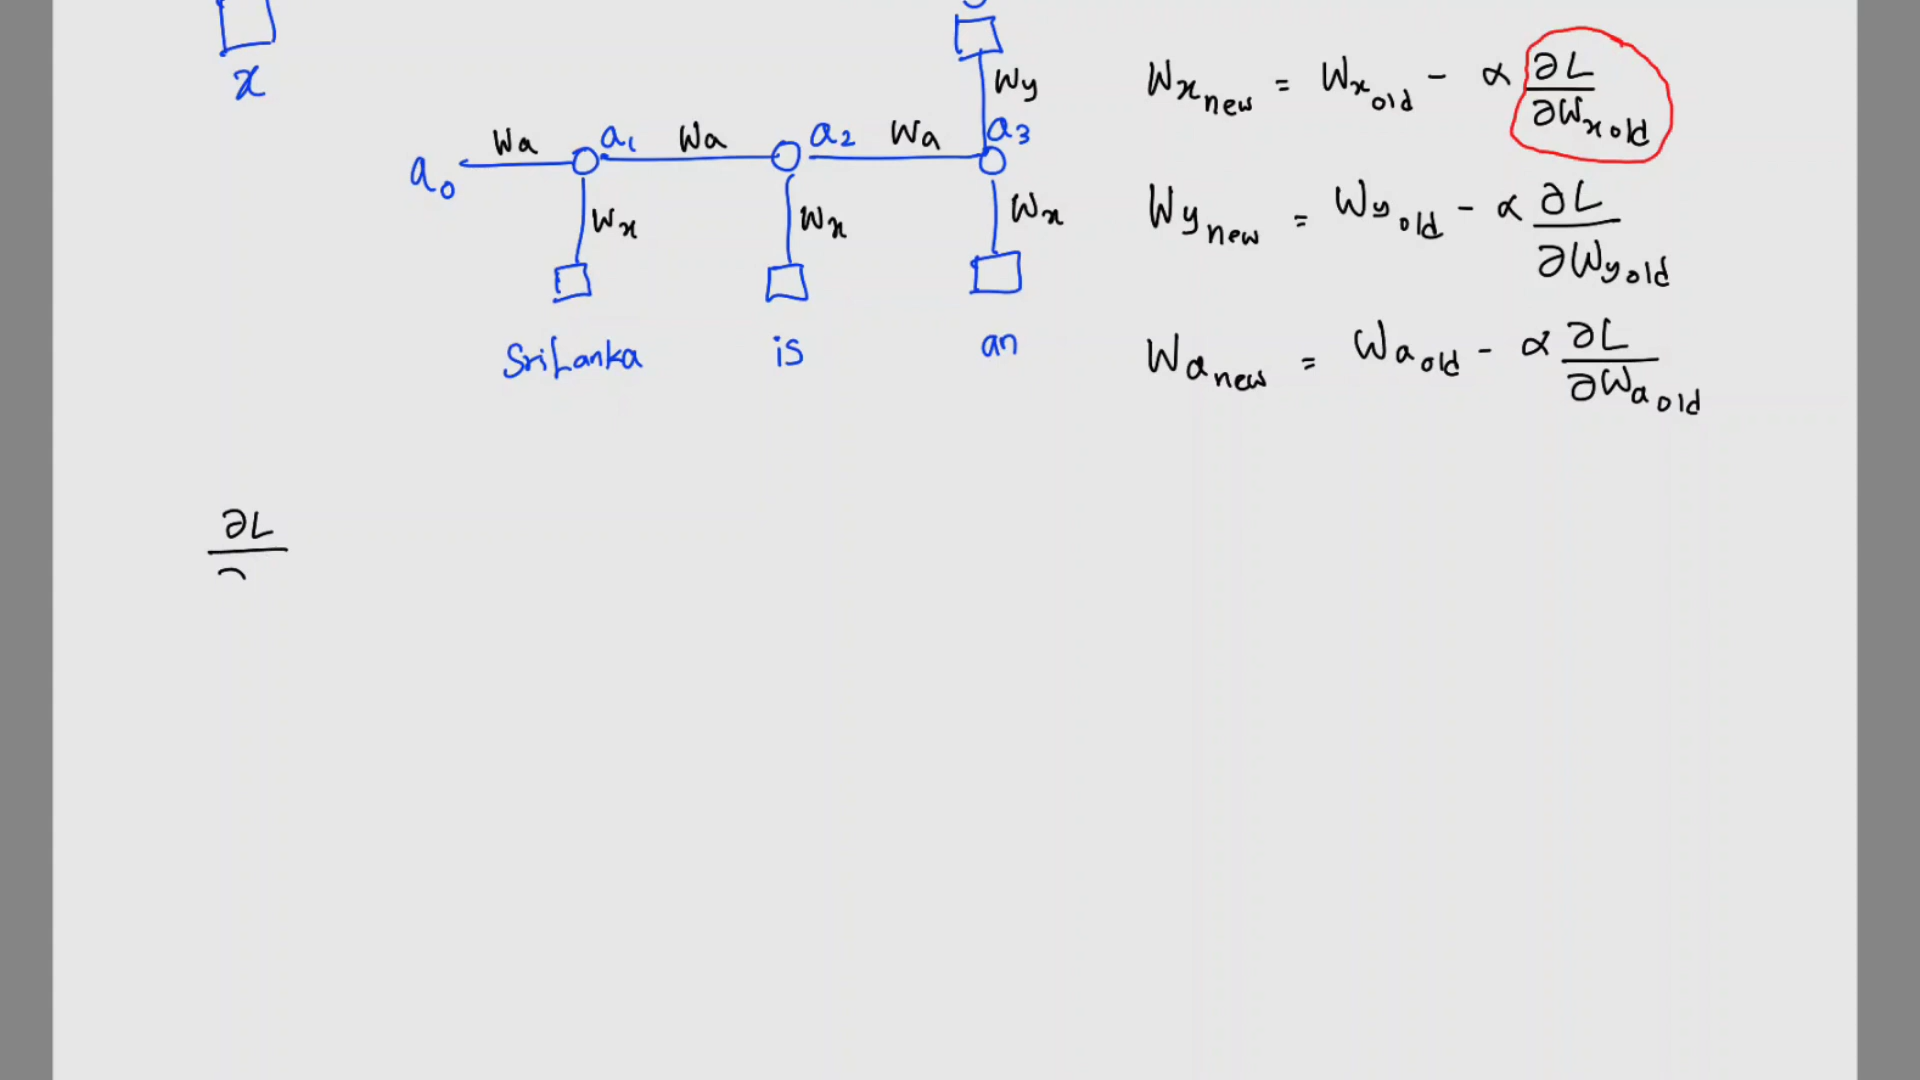 x
Wy
Wa a₁ Wa a₂ Wa a₃
a₀
Wx Wx Wx
SriLanka is an
Wx new = Wx old - α ∂L/∂Wx old
Wy new = Wy old - α ∂L/∂Wy old
Wa new = Wa old - α ∂L/∂Wa old
∂L